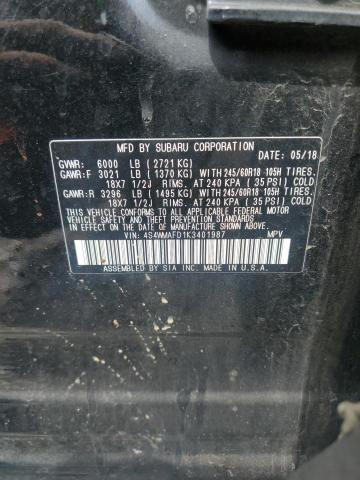 MFD BY SUBARU CORPORATION
GVWR: 6000 LB (2721 KG) DATE: 05/18
GAWR:F 3021 LB (1370 KG) WITH 245/60R18 105H TIRES.
18X7 1/2J RIMS. AT 240 KPA (35 PSI) COLD
GAWR:R 3296 LB (1495 KG) WITH 245/60R18 105H TIRES.
18X7 1/2J RIMS. AT 240 KPA (35 PSI) COLD
THIS VEHICLE CONFORMS TO ALL APPLICABLE FEDERAL MOTOR
VEHICLE SAFETY AND THEFT PREVENTION STANDARDS IN
EFFECT ON THE DATE OF MANUFACTURE SHOWN ABOVE.
VIN: 4S4WMAFD1K3401987 MPV
ASSEMBLED BY SIA INC. MADE IN U.S.A.